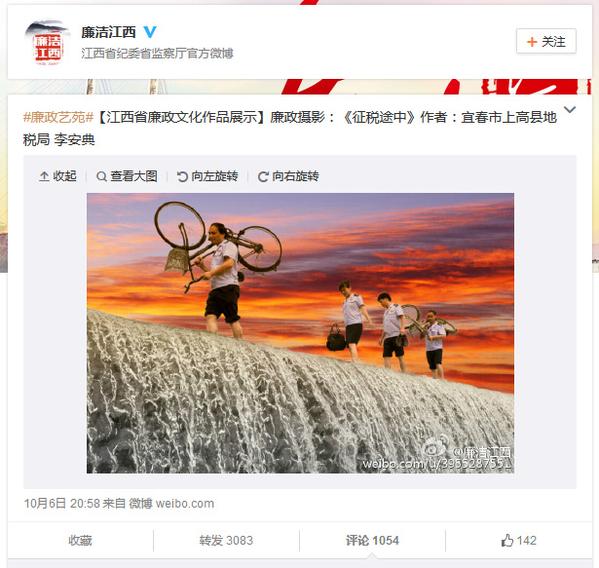 廉洁江西
廉洁江西
江西省纪委省监察厅官方微博
+ 关注
#廉政艺苑#【江西省廉政文化作品展示】廉政摄影：《征税途中》作者：宜春市上高县地
税局 李安典
收起 查看大图 向左旋转 向右旋转
@廉洁江西
weibo.com/u/3955287551
10月6日 20:58 来自 微博 weibo.com
收藏 转发 3083 评论 1054 142